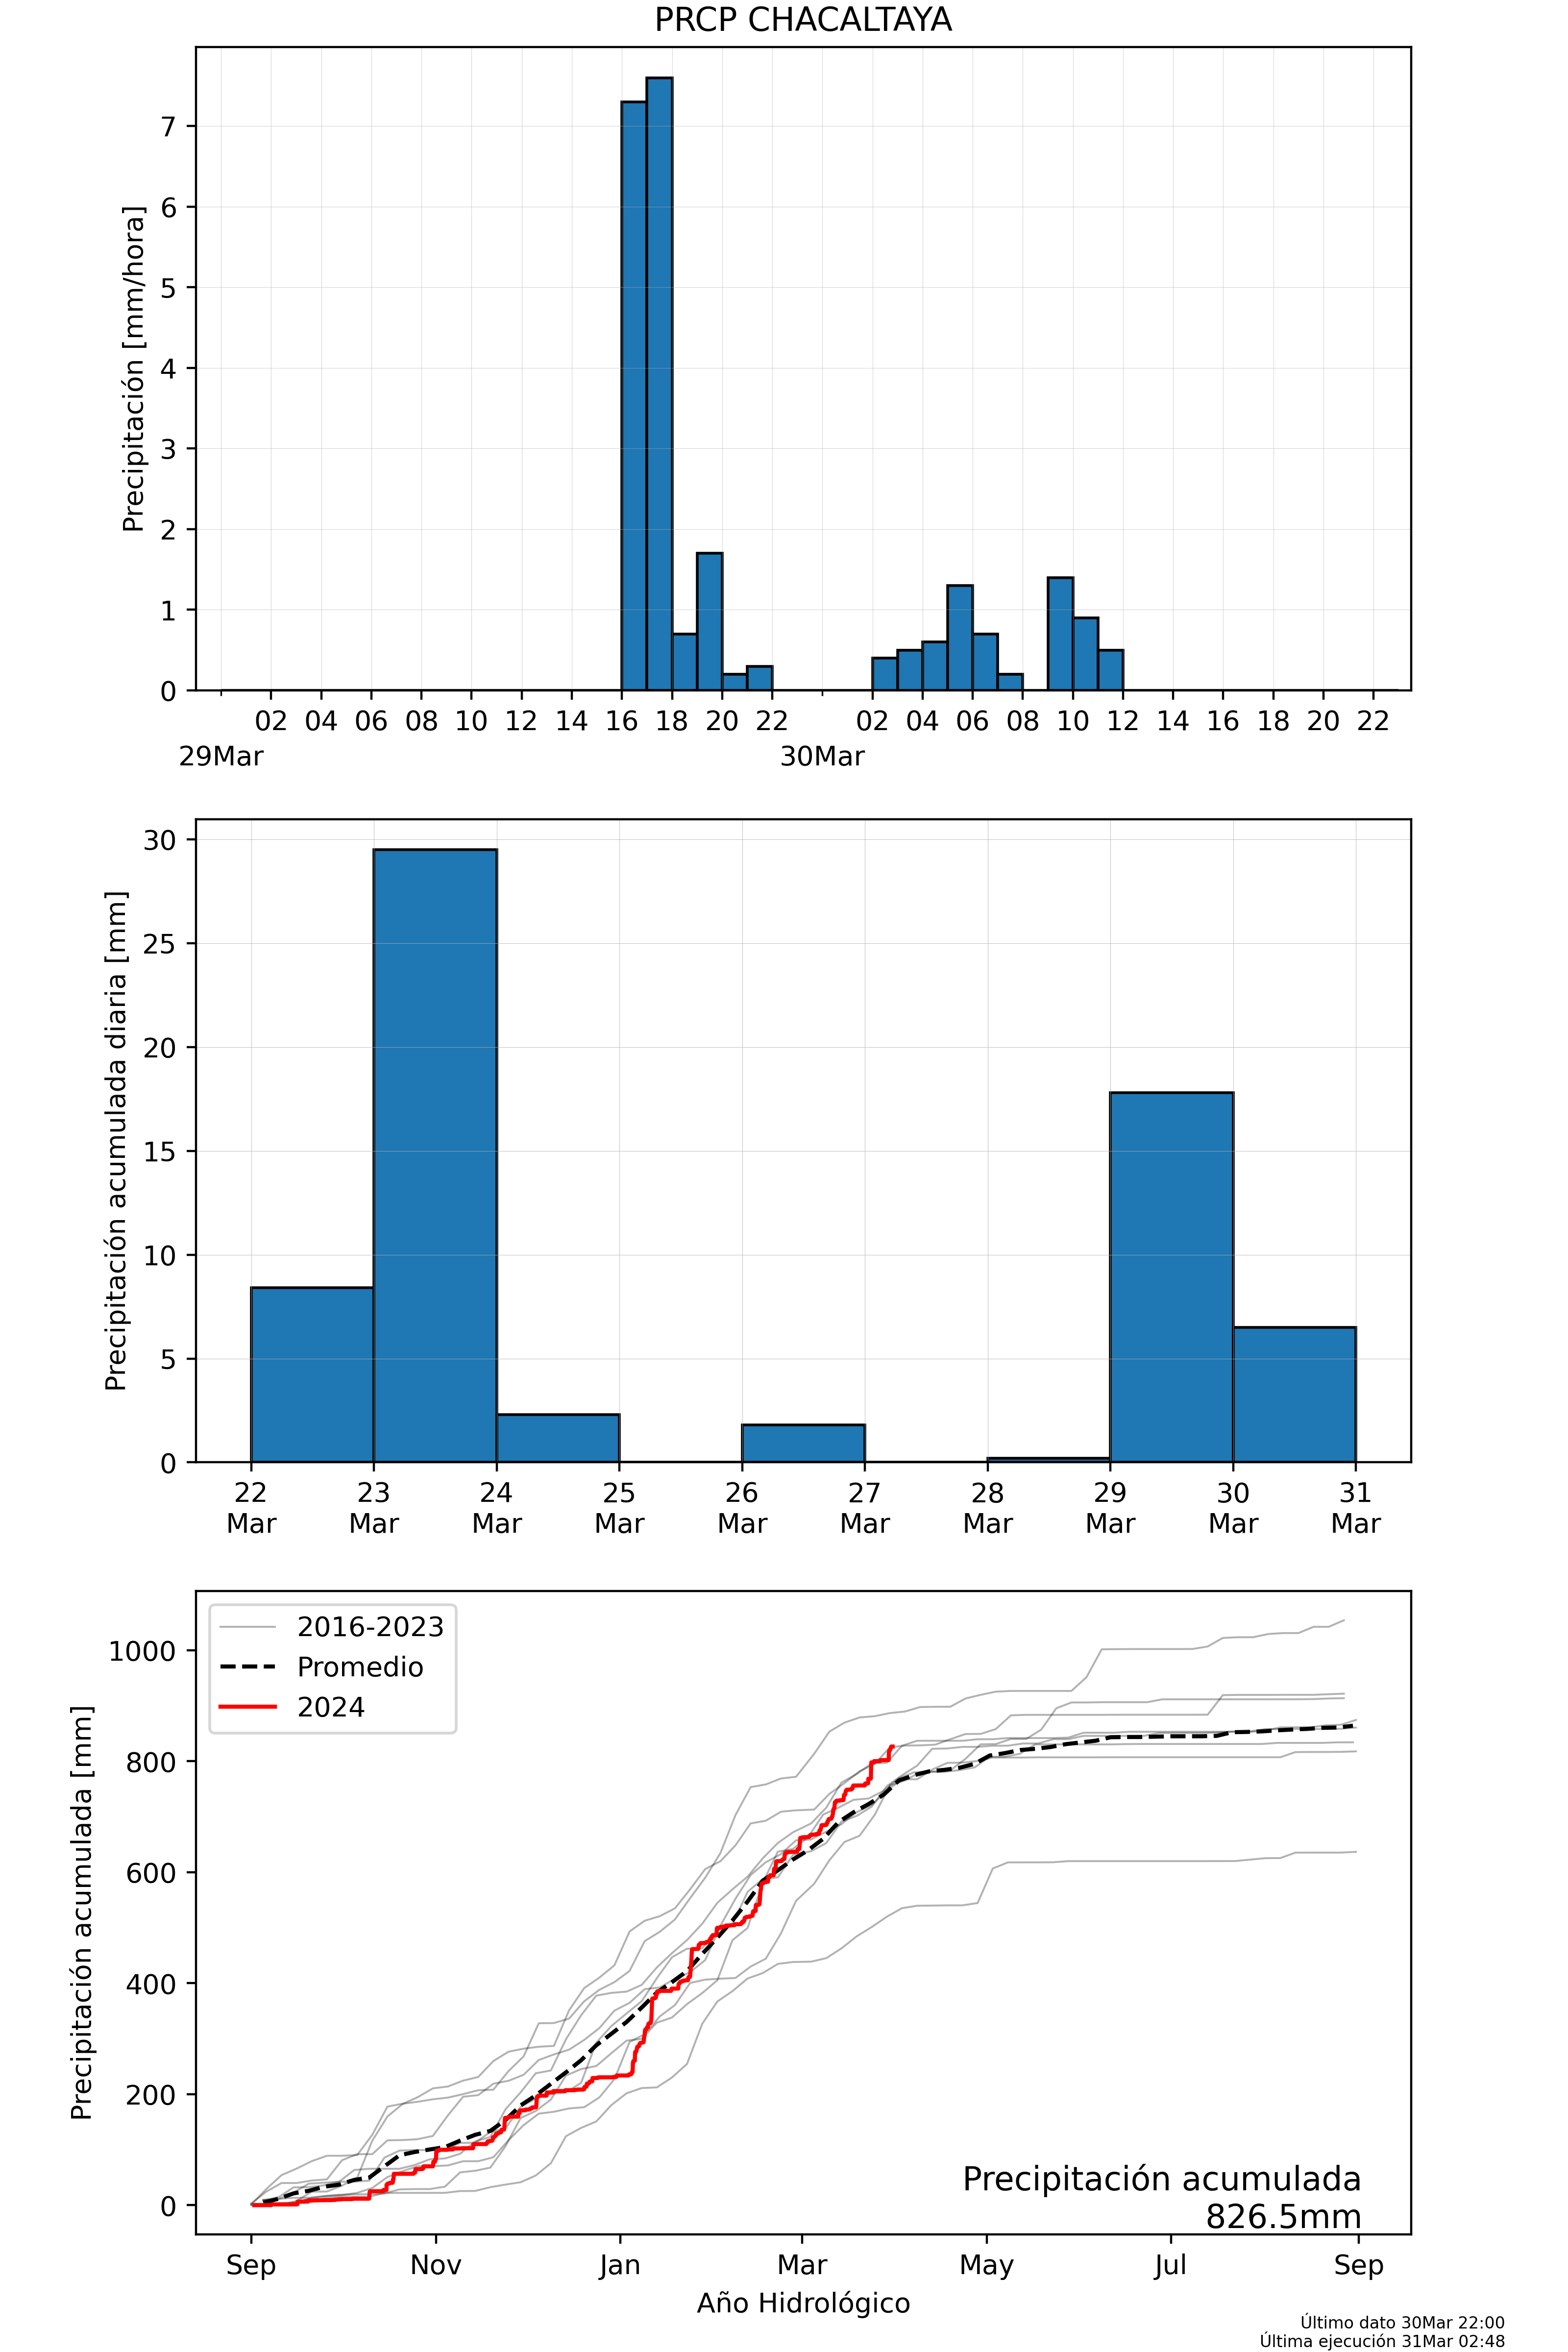 PRCP CHACALTAYA
Precipitación [mm/hora]
7
6
5
4
3
2
1
0
02 04 06 08 10 12 14 16 18 20 22 02 04 06 08 10 12 14 16 18 20 22
29Mar 30Mar
Precipitación acumulada diaria [mm]
30
25
20
15
10
5
0
22 23 24 25 26 27 28 29 30 31
Mar Mar Mar Mar Mar Mar Mar Mar Mar Mar
Precipitación acumulada [mm]
1000
800
600
400
200
0
2016-2023
Promedio
2024
Precipitación acumulada
826.5mm
Sep Nov Jan Mar May Jul Sep
Año Hidrológico
Último dato 30Mar 22:00
Última ejecución 31Mar 02:48